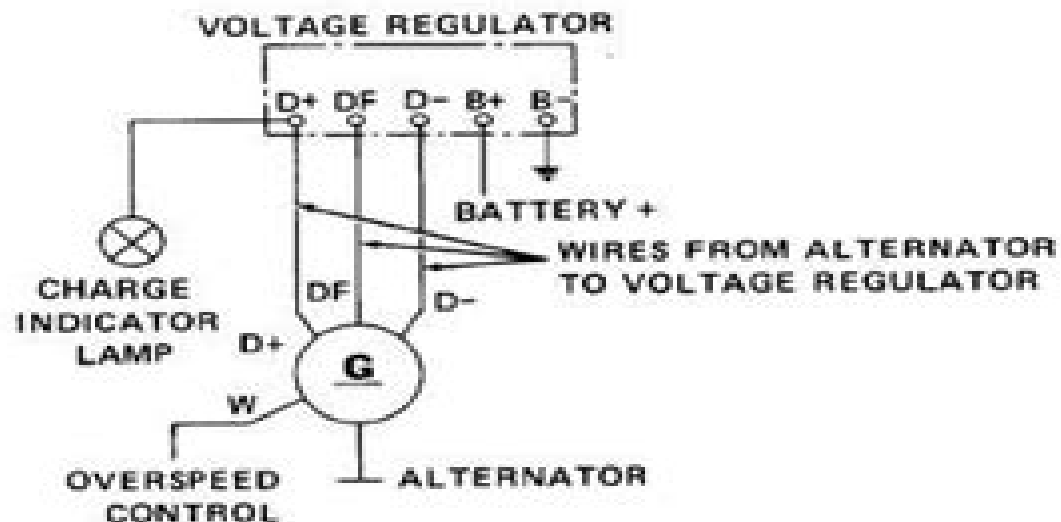 VOLTAGE REGULATOR
D+ DF D- B+ B-
BATTERY +
WIRES FROM ALTERNATOR
TO VOLTAGE REGULATOR
CHARGE
INDICATOR
LAMP
DF
D-
D+
G
W
OVERSPEED
CONTROL
ALTERNATOR